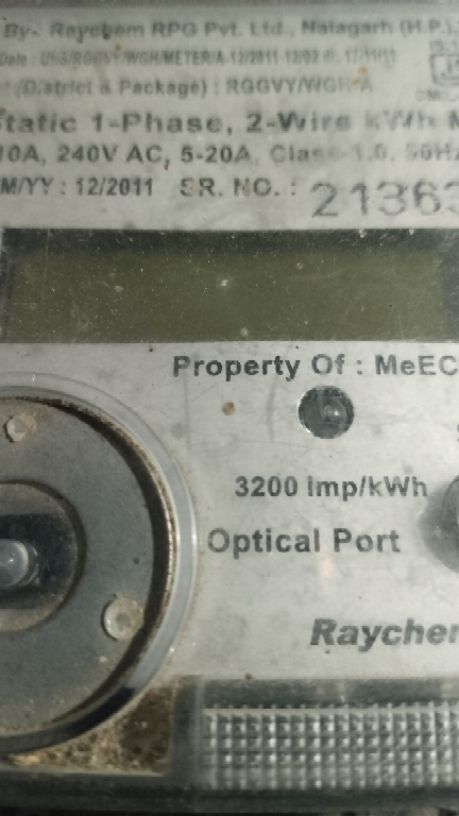 By- Raychem RPG Pvt. Ltd., Nalagarh (H.P.)
(District & Package) : RGGVY/WGH-A
Static 1-Phase, 2-Wire kWh M
10A, 240V AC, 5-20A, Class 1.0, 50Hz
M/YY : 12/2011 SR. NO. : 21363
Property Of : MeEC
3200 Imp/kWh
Optical Port
Rayche